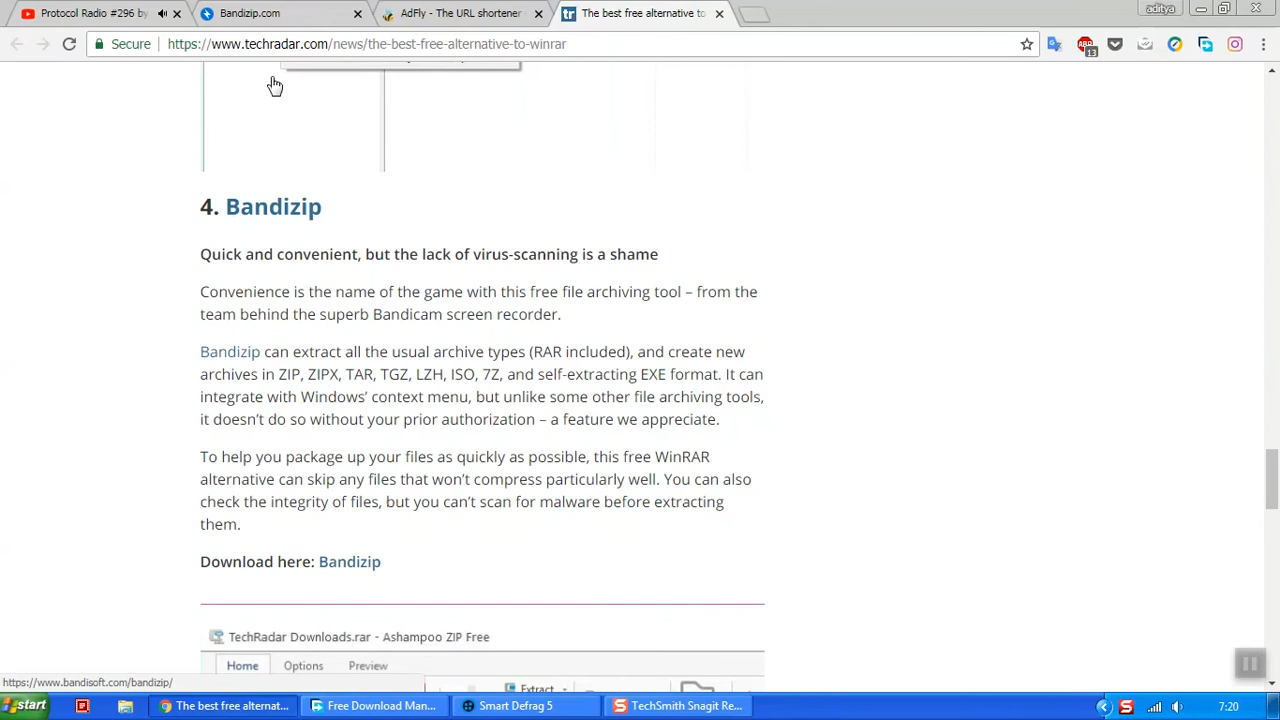 Protocol Radio #296 by
Bandizip.com
AdFly - The URL shortener
The best free alternative to
aditya
Secure
https://www.techradar.com/news/the-best-free-alternative-to-winrar
13
4. Bandizip
Quick and convenient, but the lack of virus-scanning is a shame
Convenience is the name of the game with this free file archiving tool – from the
team behind the superb Bandicam screen recorder.
Bandizip can extract all the usual archive types (RAR included), and create new
archives in ZIP, ZIPX, TAR, TGZ, LZH, ISO, 7Z, and self-extracting EXE format. It can
integrate with Windows’ context menu, but unlike some other file archiving tools,
it doesn’t do so without your prior authorization – a feature we appreciate.
To help you package up your files as quickly as possible, this free WinRAR
alternative can skip any files that won’t compress particularly well. You can also
check the integrity of files, but you can’t scan for malware before extracting
them.
Download here: Bandizip
TechRadar Downloads.rar - Ashampoo ZIP Free
Home Options Preview
Extract
https://www.bandisoft.com/bandizip/
start
The best free alternat...
Free Download Man...
Smart Defrag 5
TechSmith Snagit Re...
7:20